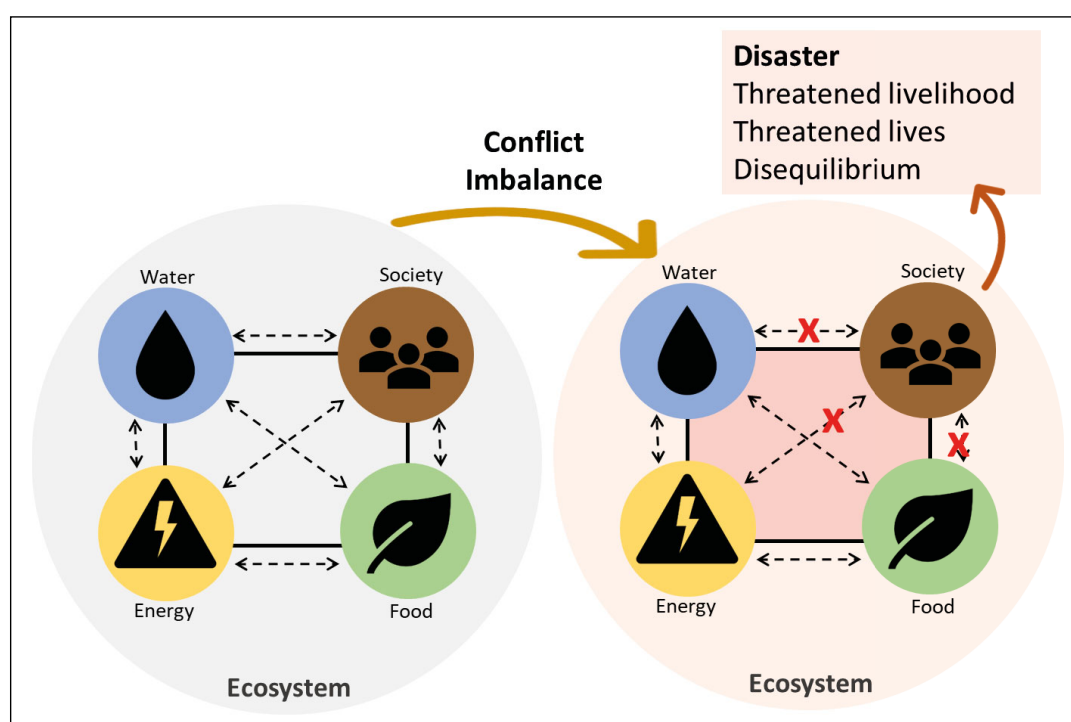 Disaster
Threatened livelihood
Threatened lives
Disequilibrium
Conflict
Imbalance
Water
Society
Energy
Food
Ecosystem
Water
Society
X
X
X
Energy
Food
Ecosystem